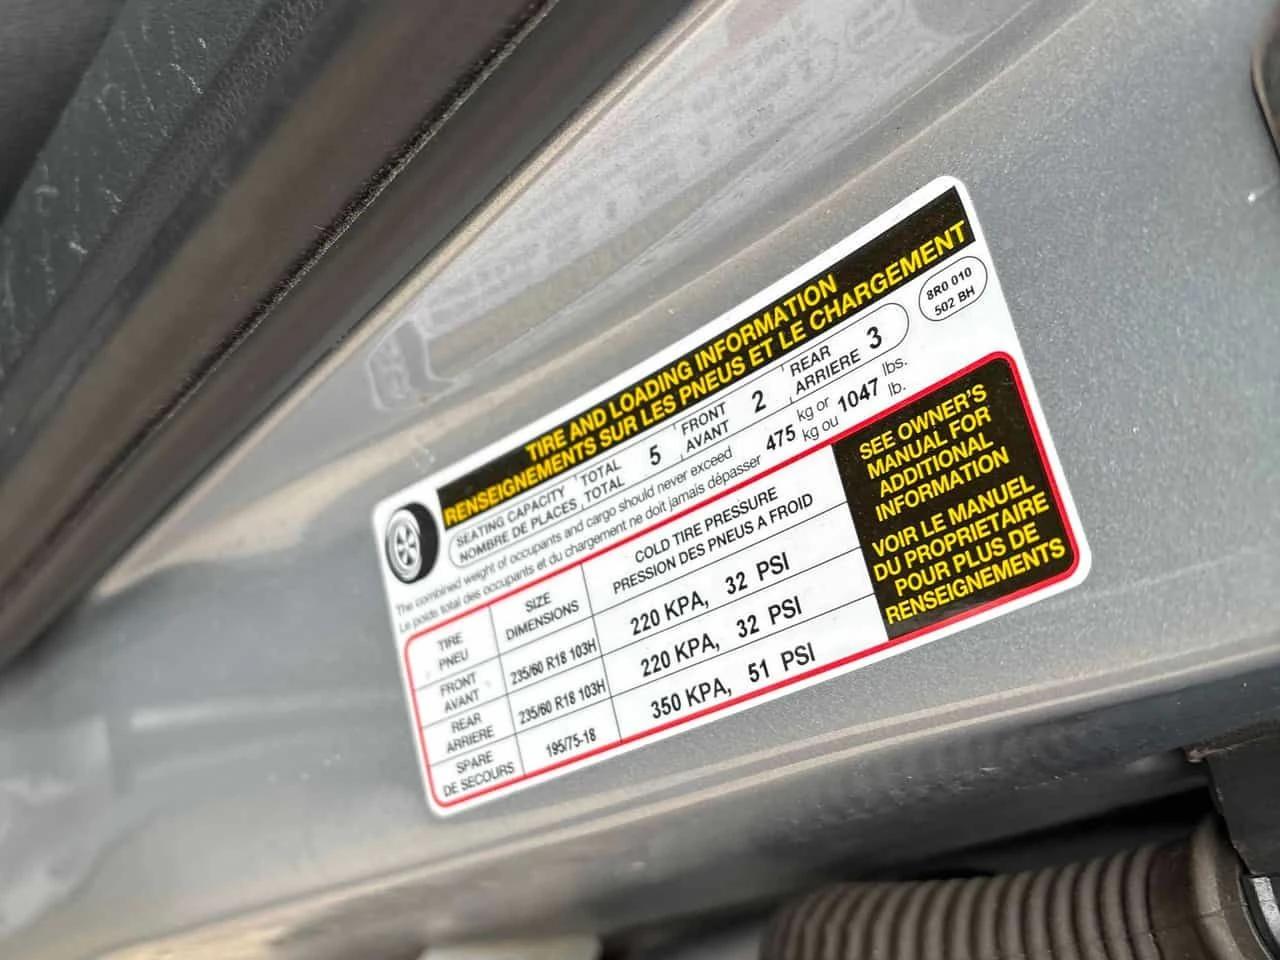 TIRE AND LOADING INFORMATION
RENSEIGNEMENTS SUR LES PNEUS ET LE CHARGEMENT
8R0 010
502 BH
SEATING CAPACITY
NOMBRE DE PLACES
TOTAL
TOTAL
5
FRONT
AVANT
2
REAR
ARRIERE
3
The combined weight of occupants and cargo should never exceed
Le poids total des occupants et du chargement ne doit jamais dépasser
475
kg or
kg ou
1047
lbs.
lb.
TIRE
PNEU
SIZE
DIMENSIONS
COLD TIRE PRESSURE
PRESSION DES PNEUS A FROID
FRONT
AVANT
235/60 R18 103H
220 KPA, 32 PSI
REAR
ARRIERE
235/60 R18 103H
220 KPA, 32 PSI
SPARE
DE SECOURS
195/75-18
350 KPA, 51 PSI
SEE OWNER'S
MANUAL FOR
ADDITIONAL
INFORMATION
VOIR LE MANUEL
DU PROPRIETAIRE
POUR PLUS DE
RENSEIGNEMENTS